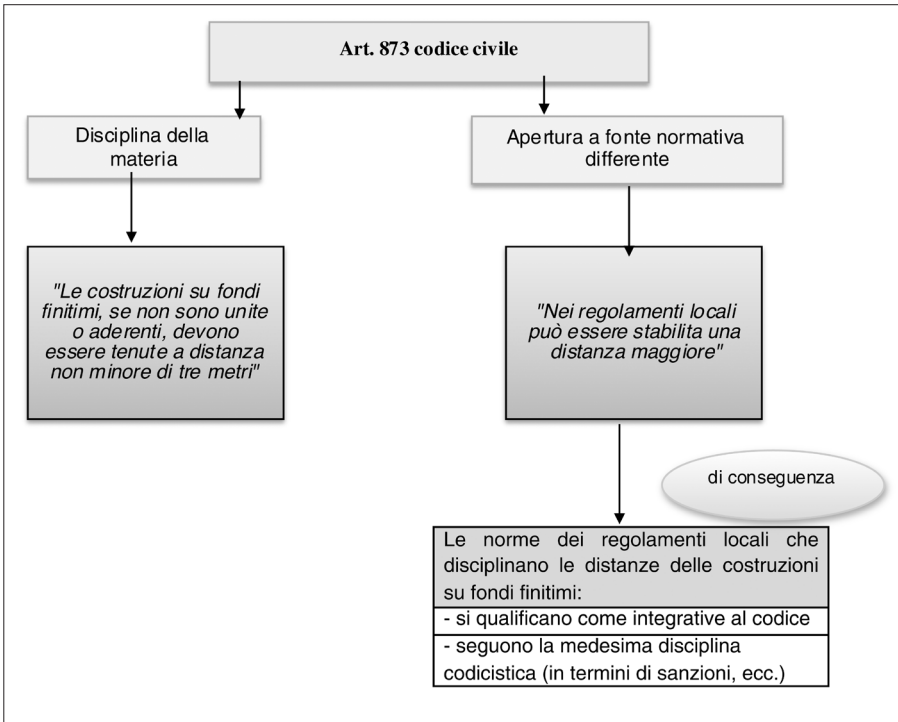 Art. 873 codice civile
Disciplina della
materia
Apertura a fonte normativa
differente
"Le costruzioni su fondi
finitimi, se non sono unite
o aderenti, devono
essere tenute a distanza
non minore di tre metri"
"Nei regolamenti locali
può essere stabilita una
distanza maggiore"
di conseguenza
Le norme dei regolamenti locali che
disciplinano le distanze delle costruzioni
su fondi finitimi:
- si qualificano come integrative al codice
- seguono la medesima disciplina
codicistica (in termini di sanzioni, ecc.)